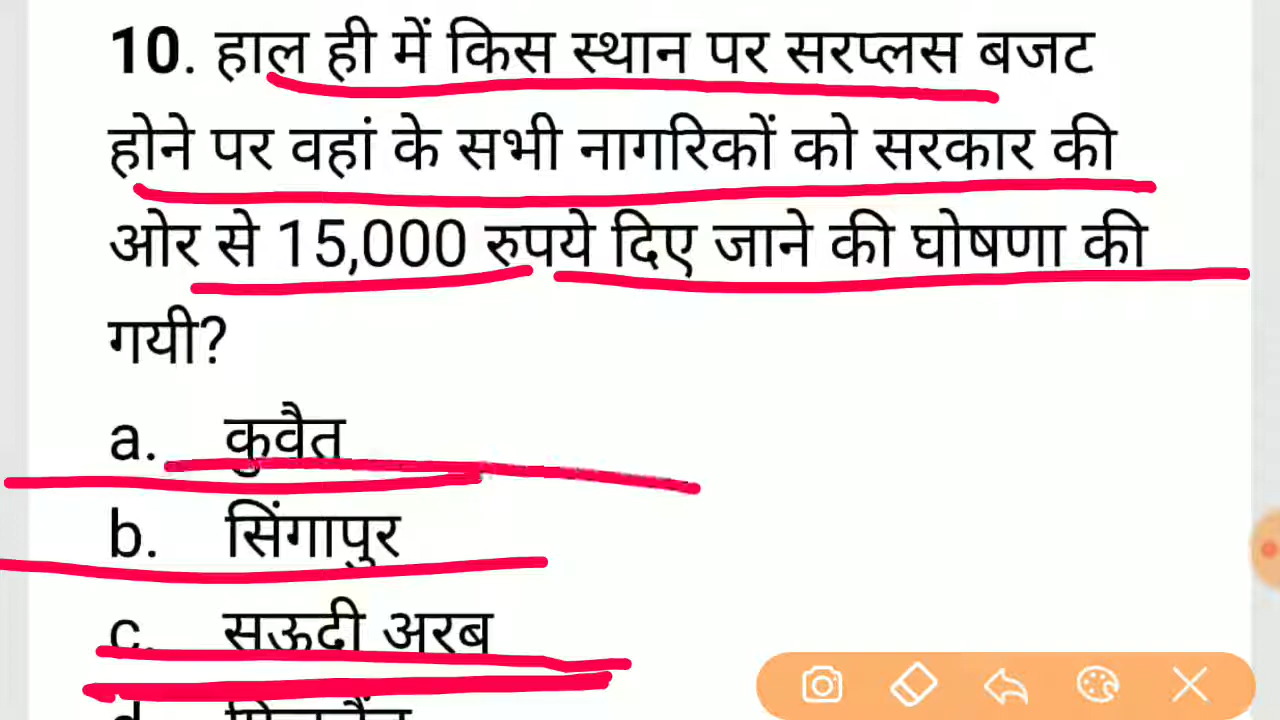 10. हाल ही में किस स्थान पर सरप्लस बजट
होने पर वहां के सभी नागरिकों को सरकार की
ओर से 15,000 रुपये दिए जाने की घोषणा की
गयी?
a. कुवैत
b. सिंगापुर
c. सऊदी अरब
d.